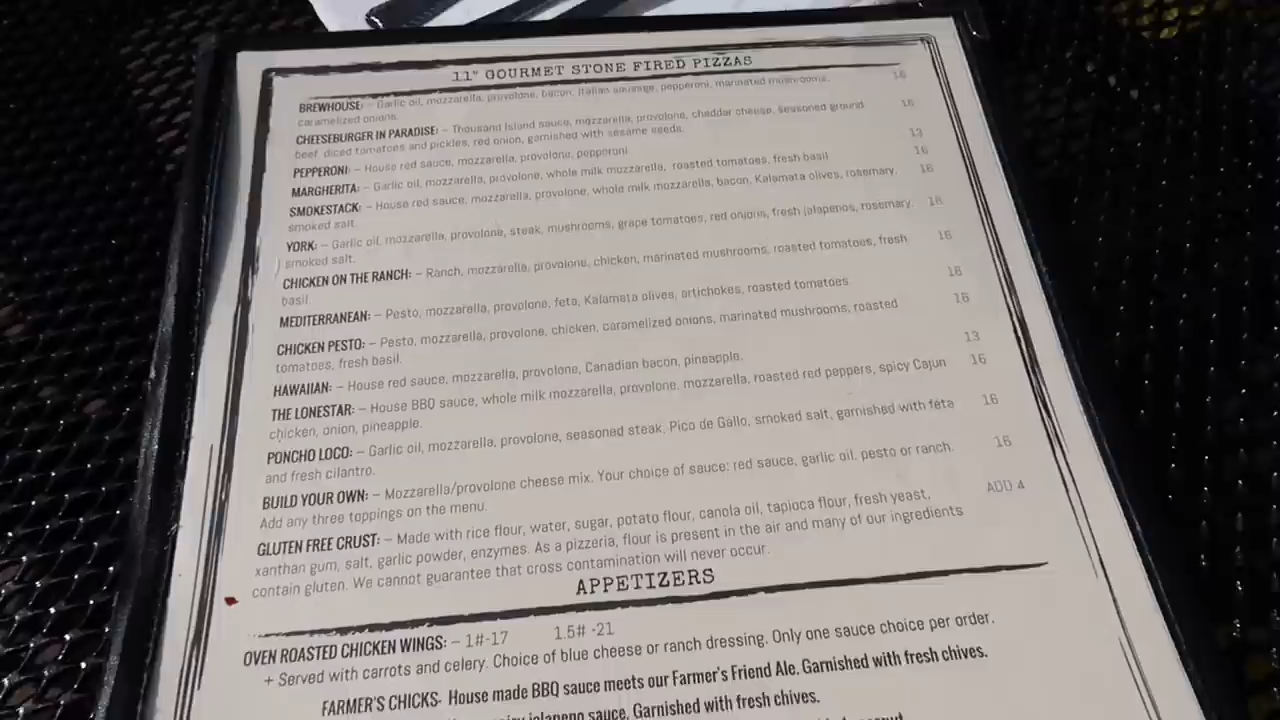 11" GOURMET STONE FIRED PIZZAS
BREWHOUSE: – Garlic oil, mozzarella, provolone, bacon, Italian sausage, pepperoni, marinated mushrooms, 16
caramelized onions.
CHEESEBURGER IN PARADISE: – Thousand Island sauce, mozzarella, provolone, cheddar cheese, seasoned ground 16
beef, diced tomatoes and pickles, red onion, garnished with sesame seeds.
PEPPERONI: – House red sauce, mozzarella, provolone, pepperoni 13
MARGHERITA: – Garlic oil, mozzarella, provolone, whole milk mozzarella, roasted tomatoes, fresh basil 16
SMOKESTACK: – House red sauce, mozzarella, provolone, whole milk mozzarella, bacon, Kalamata olives, rosemary, 16
smoked salt.
YORK: – Garlic oil, mozzarella, provolone, steak, mushrooms, grape tomatoes, red onions, fresh jalapenos, rosemary, 16
smoked salt.
CHICKEN ON THE RANCH: – Ranch, mozzarella, provolone, chicken, marinated mushrooms, roasted tomatoes, fresh 16
basil
MEDITERRANEAN: – Pesto, mozzarella, provolone, feta, Kalamata olives, artichokes, roasted tomatoes 16
CHICKEN PESTO: – Pesto, mozzarella, provolone, chicken, caramelized onions, marinated mushrooms, roasted 16
tomatoes, fresh basil.
HAWAIIAN: – House red sauce, mozzarella, provolone, Canadian bacon, pineapple. 13
THE LONESTAR: – House BBQ sauce, whole milk mozzarella, provolone, mozzarella, roasted red peppers, spicy Cajun 16
chicken, onion, pineapple.
PONCHO LOCO: – Garlic oil, mozzarella, provolone, seasoned steak, Pico de Gallo, smoked salt, garnished with feta 16
and fresh cilantro.
BUILD YOUR OWN: – Mozzarella/provolone cheese mix. Your choice of sauce: red sauce, garlic oil, pesto or ranch. 16
Add any three toppings on the menu.
GLUTEN FREE CRUST: – Made with rice flour, water, sugar, potato flour, canola oil, tapioca flour, fresh yeast, ADD 4
xanthan gum, salt, garlic powder, enzymes. As a pizzeria, flour is present in the air and many of our ingredients
contain gluten. We cannot guarantee that cross contamination will never occur.
APPETIZERS
OVEN ROASTED CHICKEN WINGS: – 1#-17 1.5# -21
+ Served with carrots and celery. Choice of blue cheese or ranch dressing. Only one sauce choice per order.
FARMER'S CHICKS- House made BBQ sauce meets our Farmer's Friend Ale. Garnished with fresh chives.
jalapeno sauce. Garnished with fresh chives.